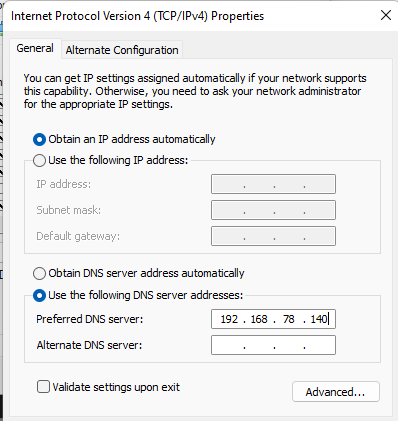 Internet Protocol Version 4 (TCP/IPv4) Properties
General
Alternate Configuration
You can get IP settings assigned automatically if your network supports
this capability. Otherwise, you need to ask your network administrator
for the appropriate IP settings.
Obtain an IP address automatically
Use the following IP address:
IP address:
. . .
Subnet mask:
. . .
Default gateway:
. . .
Obtain DNS server address automatically
Use the following DNS server addresses:
Preferred DNS server:
192 . 168 . 78 . 140
Alternate DNS server:
. . .
Validate settings upon exit
Advanced...